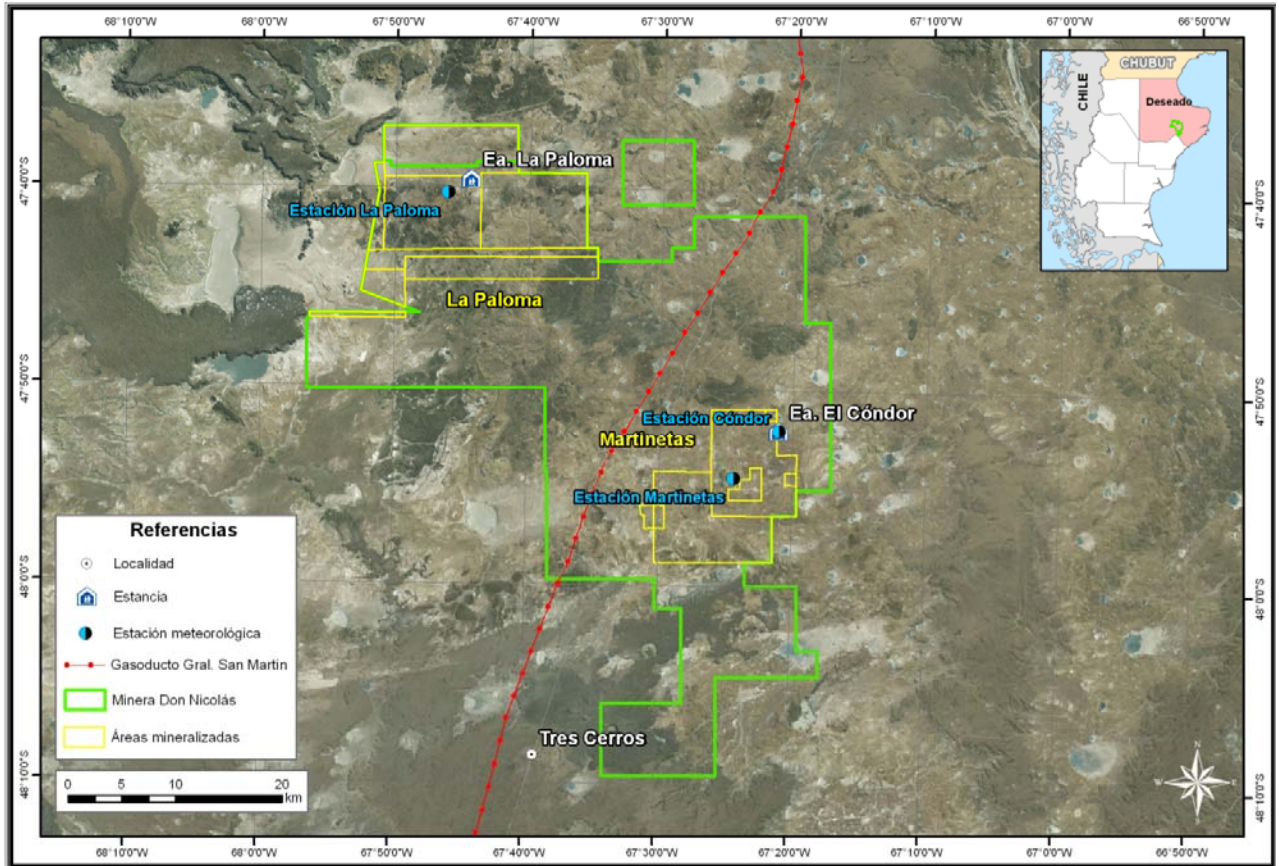 68°10'0"W 68°0'0"W 67°50'0"W 67°40'0"W 67°30'0"W 67°20'0"W 67°10'0"W 67°0'0"W 66°50'0"W
CHUBUT
CHILE
Deseado
Ea. La Paloma
47°40'0"S
47°40'0"S
Estación La Paloma
La Paloma
47°50'0"S
47°50'0"S
Estación Cóndor
Ea. El Cóndor
Martinetas
Estación Martinetas
48°0'0"S
48°0'0"S
Referencias
Localidad
Estancia
Estación meteorológica
Gasoducto Gral. San Martin
Minera Don Nicolás
Áreas mineralizadas
Tres Cerros
0 5 10 20
km
48°10'0"S
48°10'0"S
N
W E
S
68°10'0"W 68°0'0"W 67°50'0"W 67°40'0"W 67°30'0"W 67°20'0"W 67°10'0"W 67°0'0"W 66°50'0"W